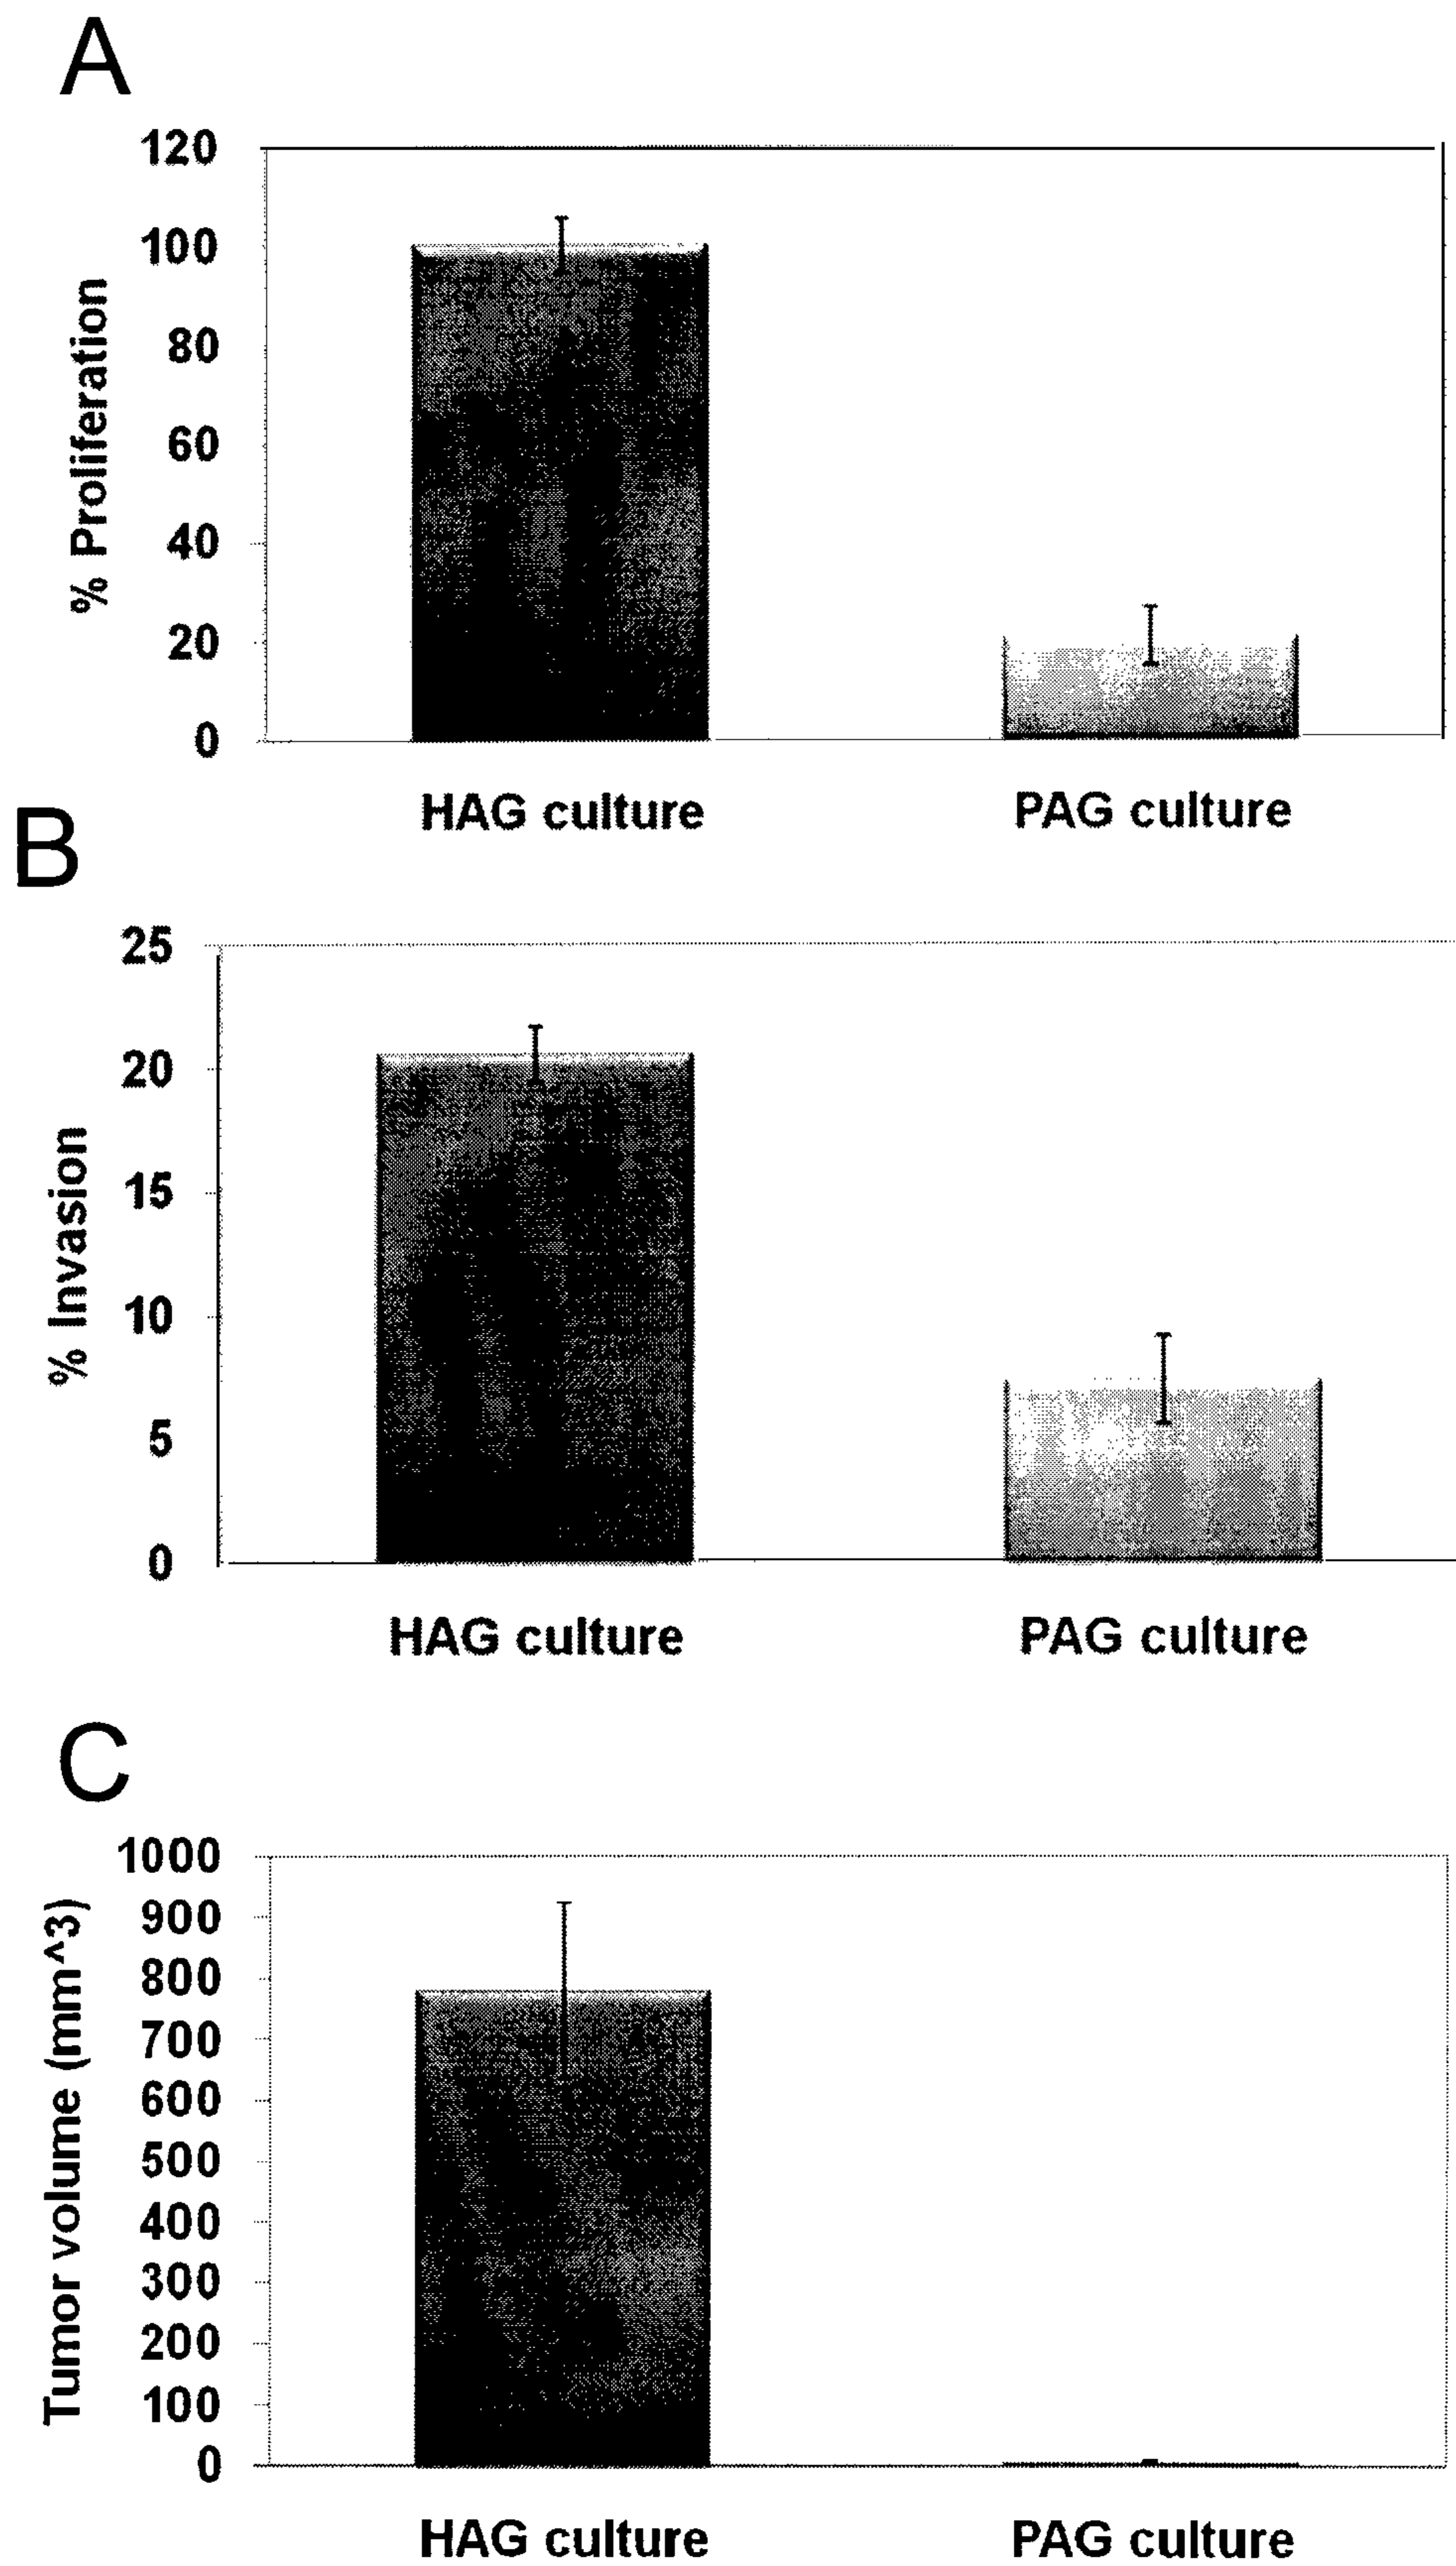 A
120
100
80
60
40
20
0
% Proliferation
HAG culture PAG culture
B
25
20
15
10
5
0
% Invasion
HAG culture PAG culture
C
1000
900
800
700
600
500
400
300
200
100
0
Tumor volume (mm^3)
HAG culture PAG culture